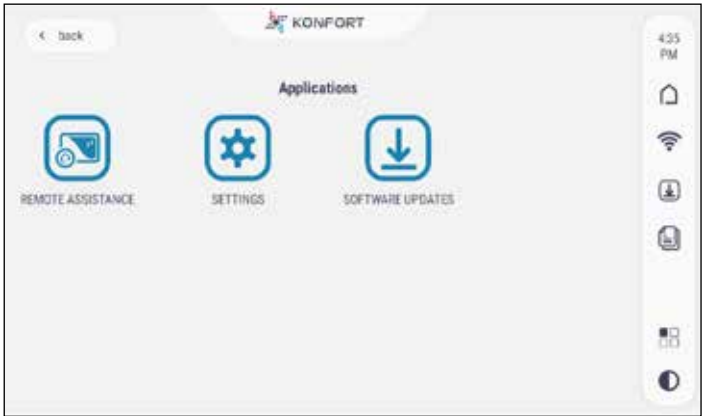 back
KONFORT
4:35
PM
Applications
REMOTE ASSISTANCE
SETTINGS
SOFTWARE UPDATES